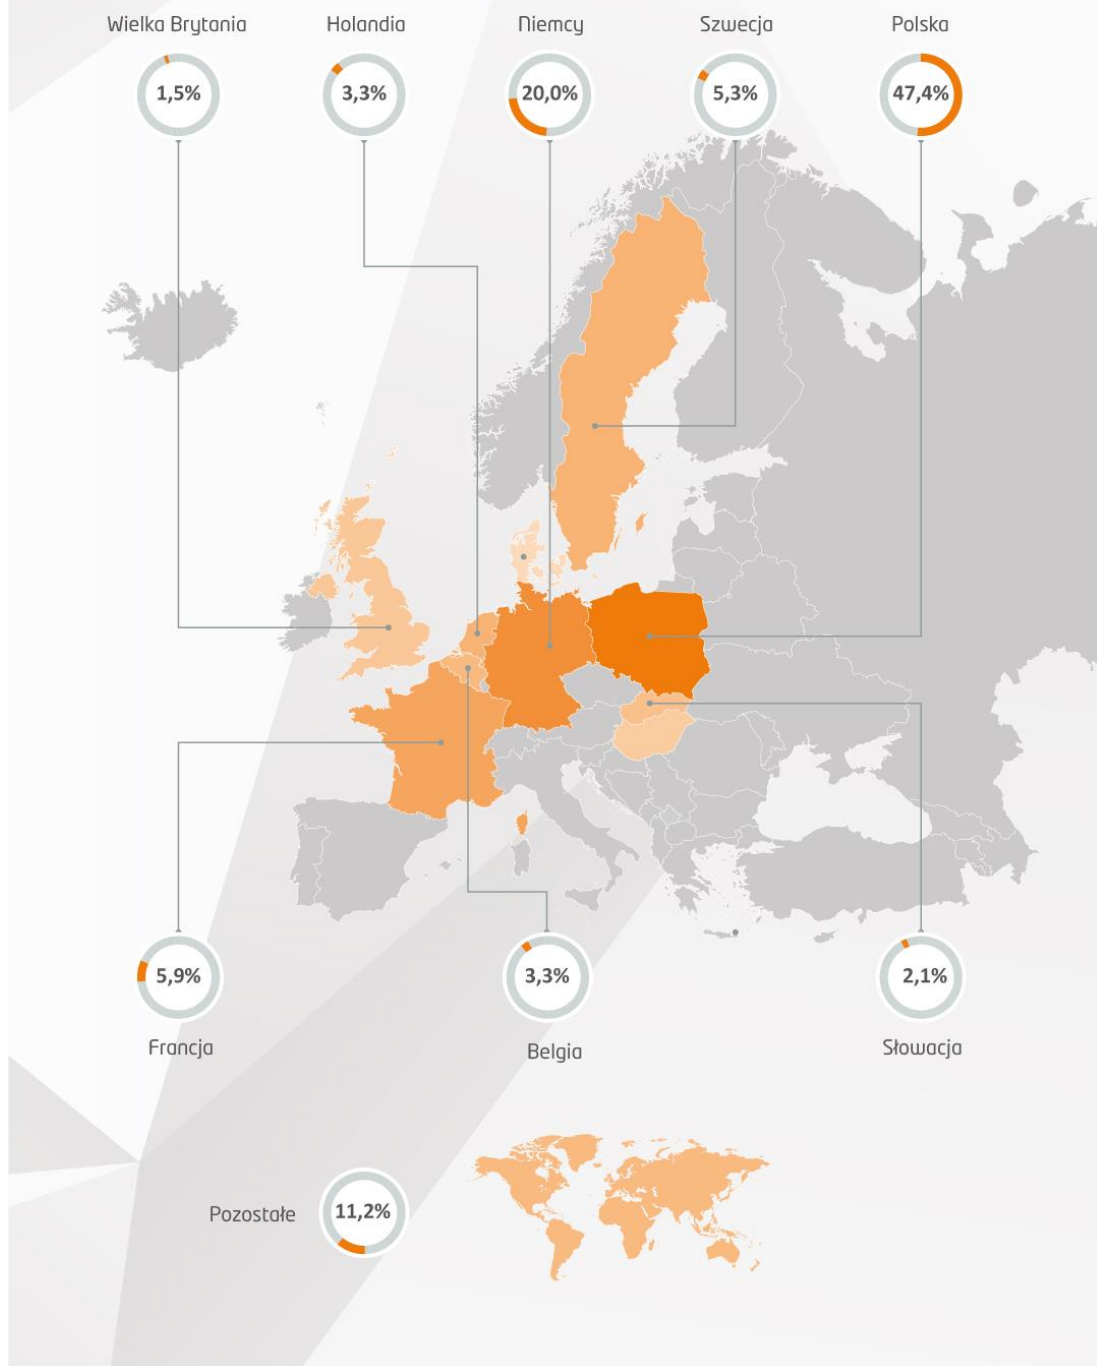 Wielka Brytania
Holandia
Niemcy
Szwecja
Polska
1,5%
3,3%
20,0%
5,3%
47,4%
5,9%
3,3%
2,1%
Francja
Belgia
Słowacja
Pozostałe
11,2%